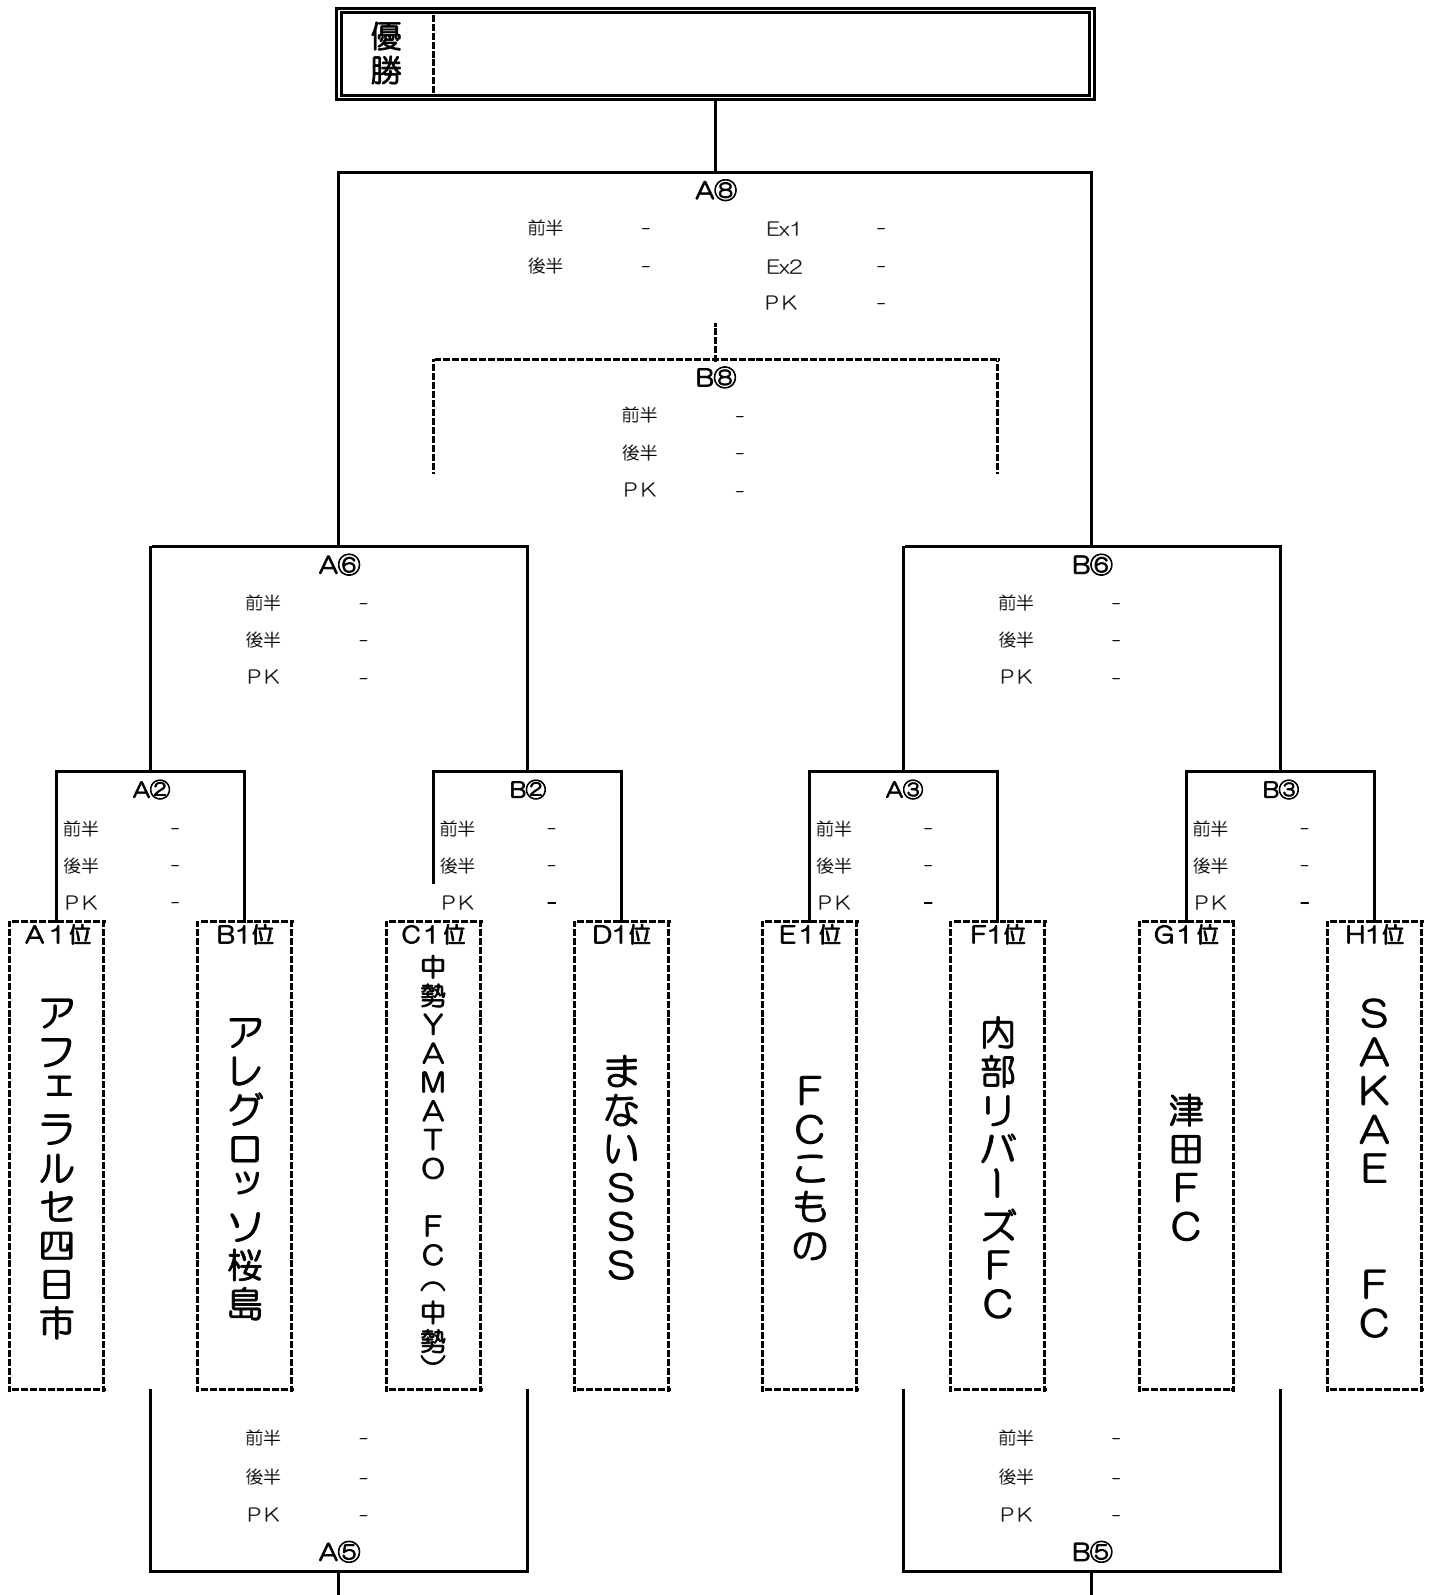 優勝
A⑧
前半 - Ex1 -
後半 - Ex2 -
PK -
B⑧
前半 -
後半 -
PK -
A⑥ B⑥
前半 - 前半 -
後半 - 後半 -
PK - PK -
A② B② A③ B③
前半 - 前半 - 前半 - 前半 -
後半 - 後半 - 後半 - 後半 -
PK - PK - PK - PK -
A1位 B1位 C1位 D1位 E1位 F1位 G1位 H1位
アフェラルセ四日市
アレグロッソ桜島
中勢YAMATO FC(中勢)
まないSSS
FCこもの
内部リバーズFC
津田FC
SAKAE FC
前半 - 前半 -
後半 - 後半 -
PK - PK -
A⑤ B⑤